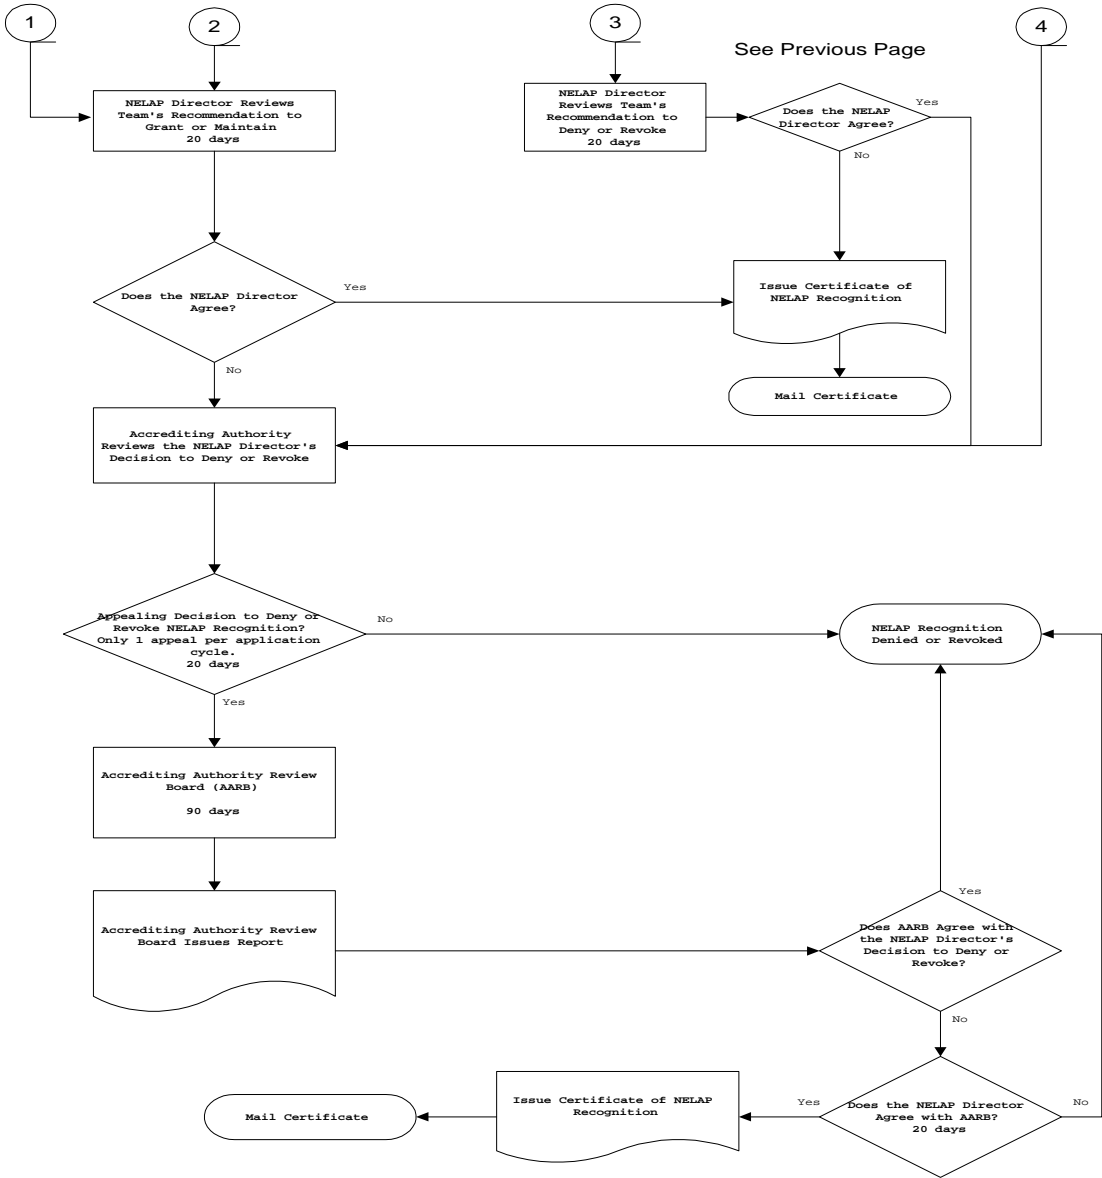 1
2
3
4
See Previous Page
NELAP Director Reviews
Team's Recommendation to
Grant or Maintain
20 days
NELAP Director
Reviews Team's
Recommendation to
Deny or Revoke
20 days
Does the NELAP
Director Agree?
Yes
No
Does the NELAP Director
Agree?
Yes
No
Issue Certificate of
NELAP Recognition
Mail Certificate
Accrediting Authority
Reviews the NELAP Director's
Decision to Deny or Revoke
Appealing Decision to Deny or
Revoke NELAP Recognition?
Only 1 appeal per application
cycle.
20 days
No
Yes
NELAP Recognition
Denied or Revoked
Accrediting Authority Review
Board (AARB)
90 days
Accrediting Authority Review
Board Issues Report
Yes
Does AARB Agree with
the NELAP Director's
Decision to Deny or
Revoke?
No
Does the NELAP Director
Agree with AARB?
20 days
Yes
No
Issue Certificate of NELAP
Recognition
Mail Certificate